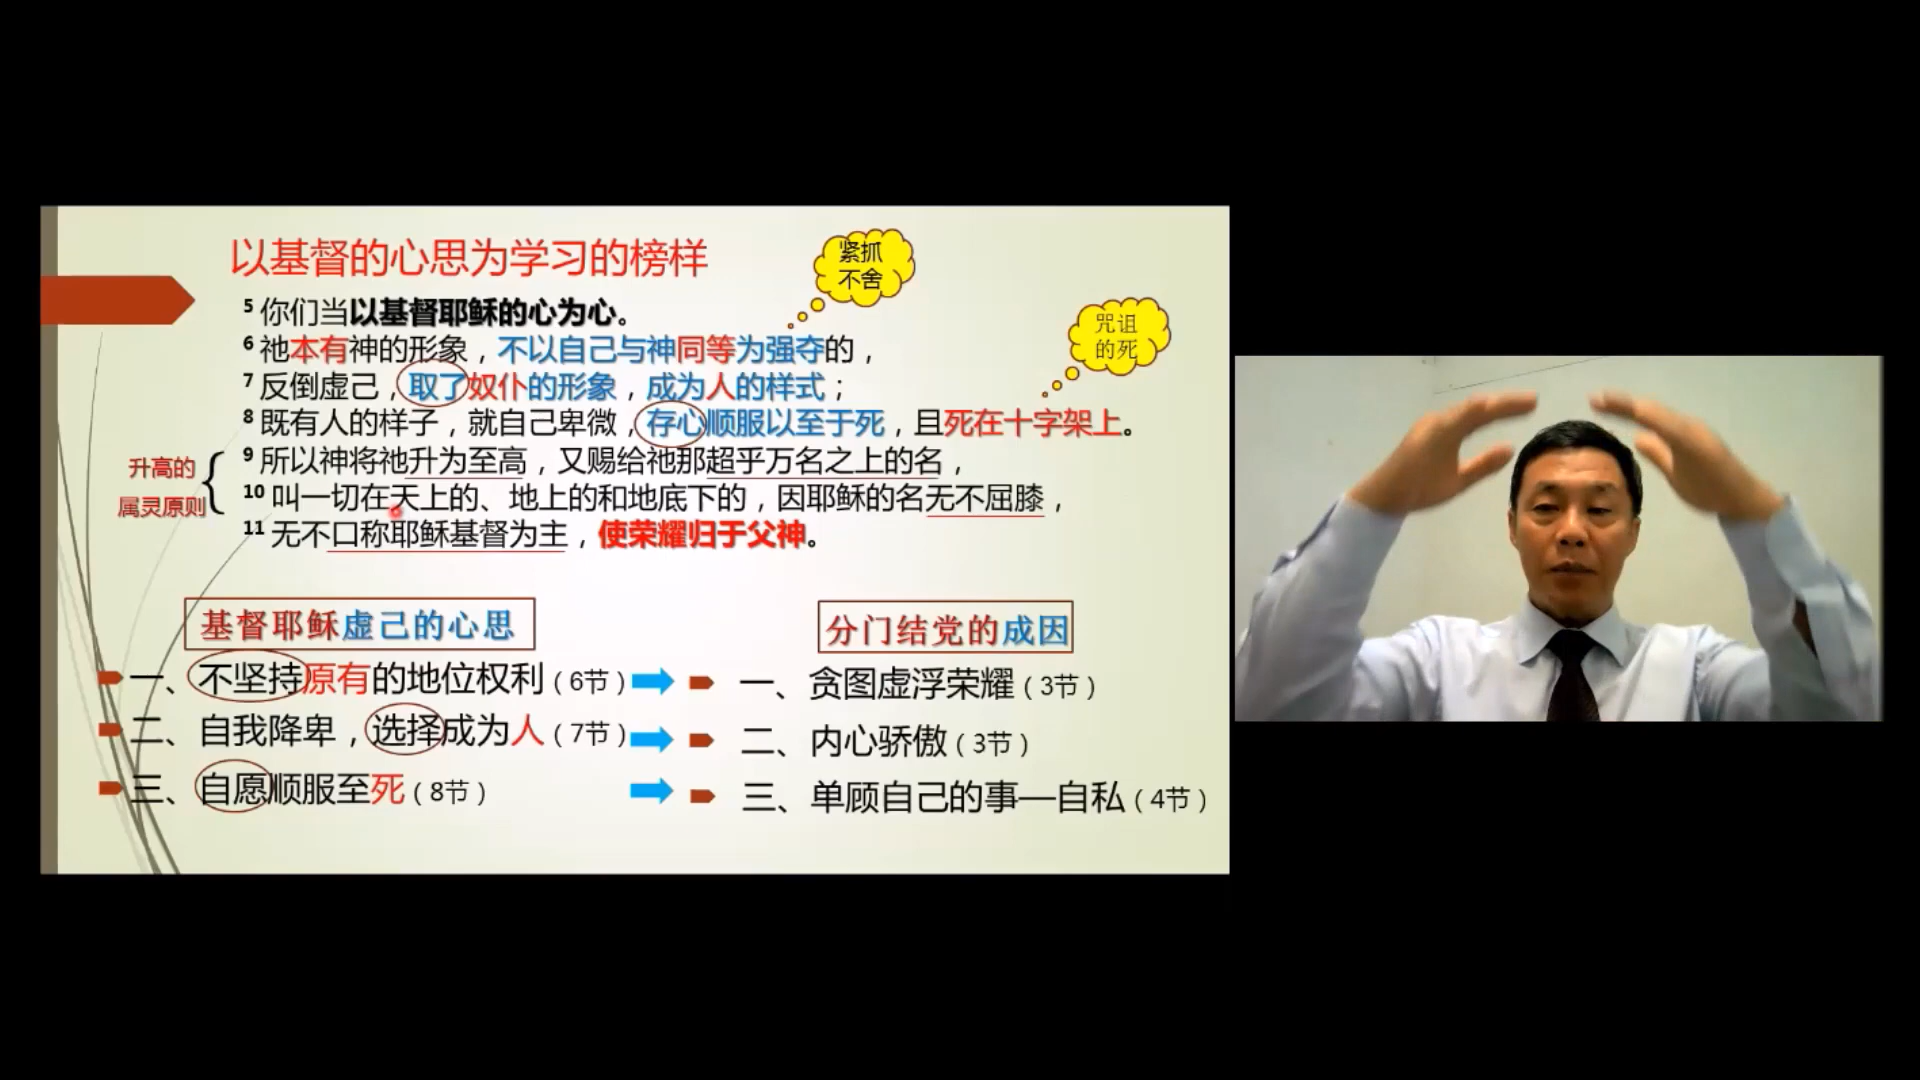 以基督的心思为学习的榜样
紧抓
不舍
5 你们当以基督耶稣的心为心。
6 祂本有神的形象，不以自己与神同等为强夺的，
咒诅
的死
7 反倒虚己，取了奴仆的形象，成为人的样式；
8 既有人的样子，就自己卑微，存心顺服以至于死，且死在十字架上。
升高的
属灵原则
9 所以神将祂升为至高，又赐给祂那超乎万名之上的名，
10 叫一切在天上的、地上的和地底下的，因耶稣的名无不屈膝，
11 无不口称耶稣基督为主，使荣耀归于父神。
基督耶稣虚己的心思
一、不坚持原有的地位权利（6节）
二、自我降卑，选择成为人（7节）
三、自愿顺服至死（8节）
分门结党的成因
一、贪图虚浮荣耀（3节）
二、内心骄傲（3节）
三、单顾自己的事—自私（4节）